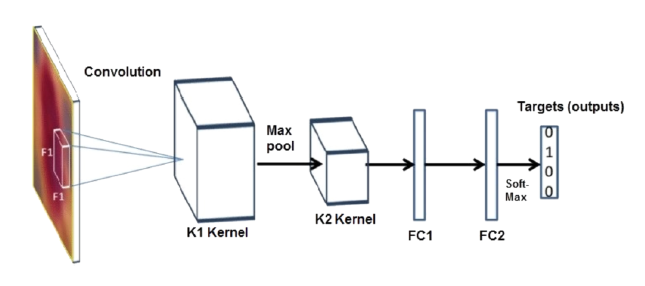 Convolution
F1
F1
K1 Kernel
Max
pool
K2 Kernel
FC1
FC2
Soft-
Max
Targets (outputs)
0
1
0
0